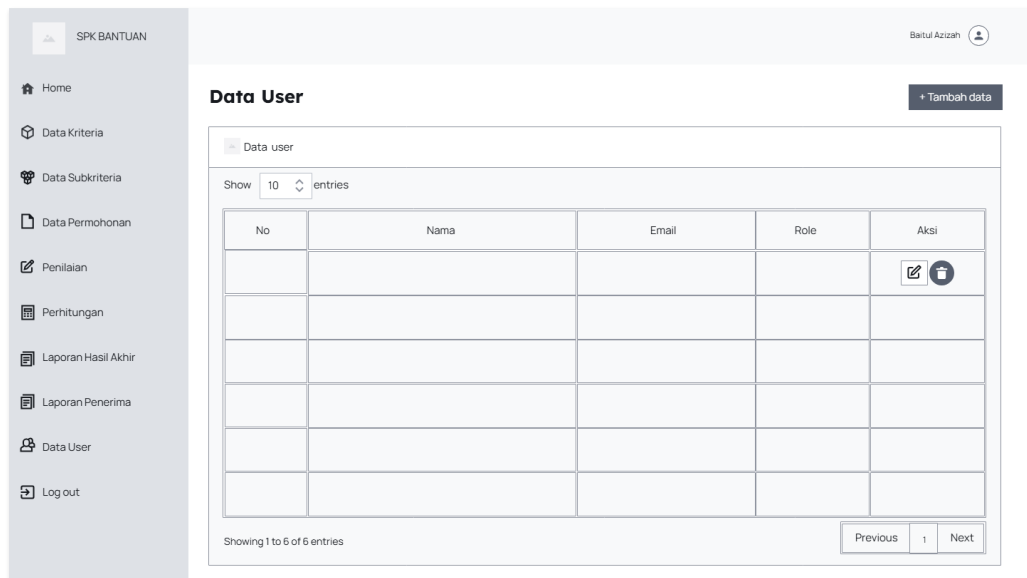 SPK BANTUAN
Baitul Azizah
Home
Data Kriteria
Data Subkriteria
Data Permohonan
Penilaian
Perhitungan
Laporan Hasil Akhir
Laporan Penerima
Data User
Log out
Data User
+ Tambah data
Data user
Show 10 entries
No Nama Email Role Aksi
Showing 1 to 6 of 6 entries
Previous 1 Next